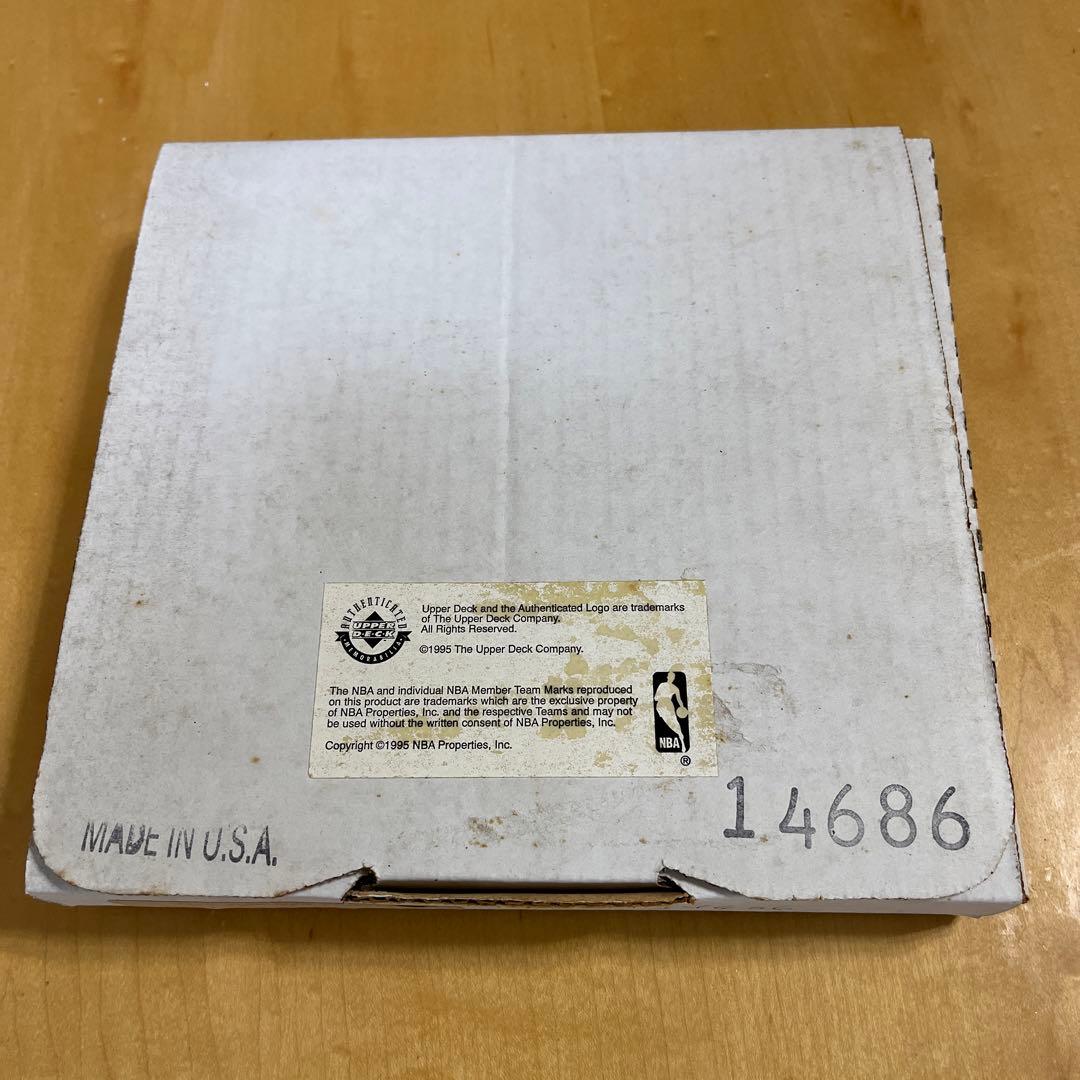 AUTHENTICATED
UPPER
D·E·C·K
MEMORABILIA
Upper Deck and the Authenticated Logo are trademarks
of The Upper Deck Company.
All Rights Reserved.
©1995 The Upper Deck Company.
The NBA and individual NBA Member Team Marks reproduced
on this product are trademarks which are the exclusive property
of NBA Properties, Inc. and the respective Teams and may not
be used without the written consent of NBA Properties, Inc.
Copyright ©1995 NBA Properties, Inc.
NBA
®
MADE IN U.S.A.
14686